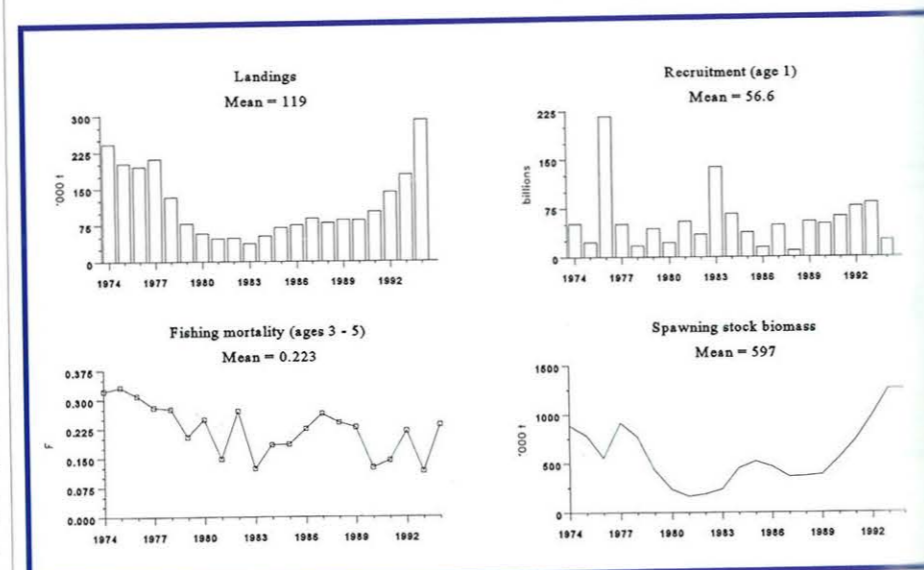 Landings
Mean = 119
300
225
150
75
0
'000 t
1974 1977 1980 1983 1986 1989 1992
Recruitment (age 1)
Mean = 56.6
225
150
75
0
billions
1974 1977 1980 1983 1986 1989 1992
Fishing mortality (ages 3 - 5)
Mean = 0.223
0.375
0.300
0.225
0.150
0.075
0.000
F
1974 1977 1980 1983 1986 1989 1992
Spawning stock biomass
Mean = 597
1500
1000
500
0
'000 t
1974 1977 1980 1983 1986 1989 1992